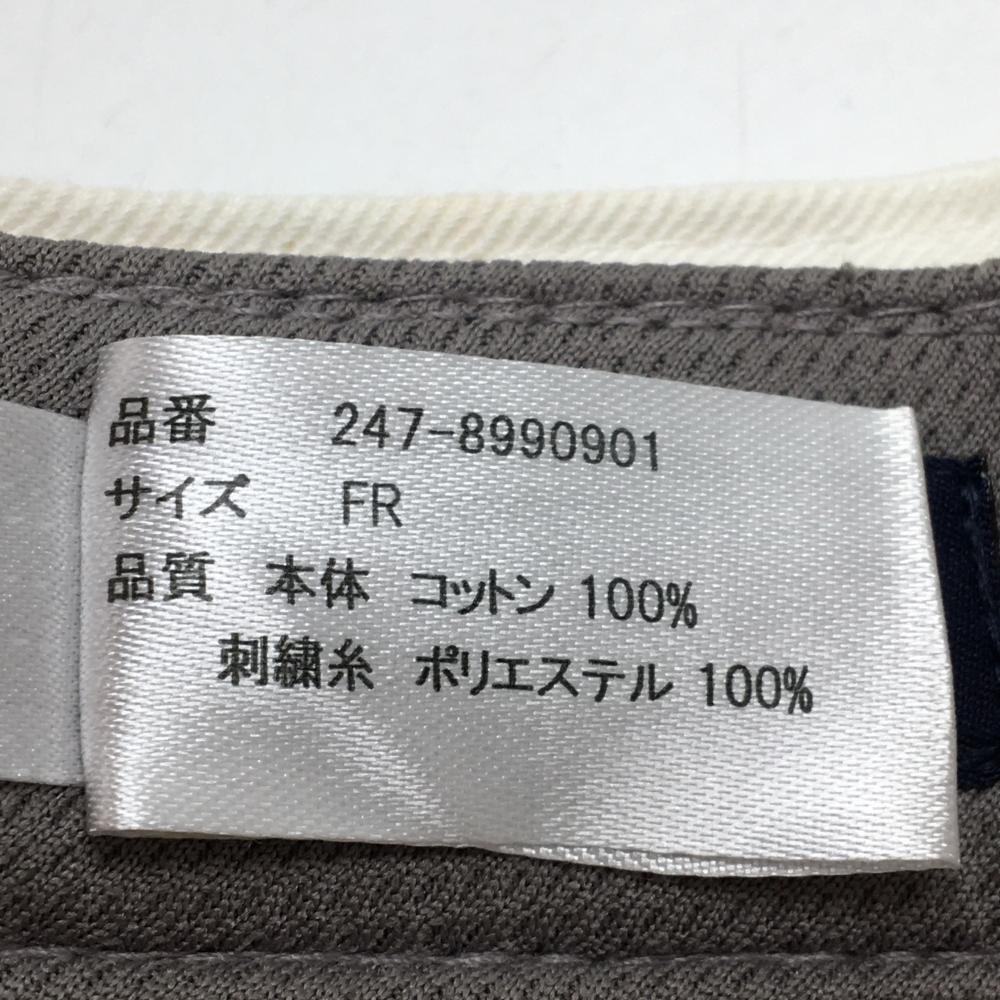 品番 247-8990901
サイズ FR
品質 本体 コットン 100%
刺繍糸 ポリエステル 100%